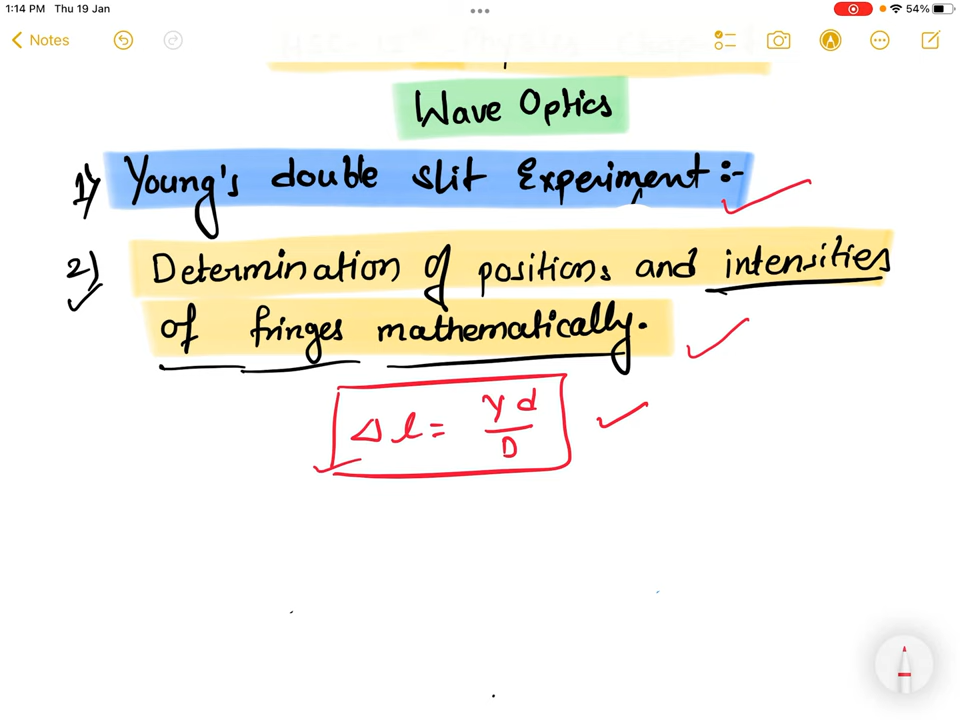 1:14 PM Thu 19 Jan
54%
Notes
Wave Optics
1) Young's double slit Experiment :-
2) Determination of positions and intensities
of fringes mathematically.
Δl = yd/D